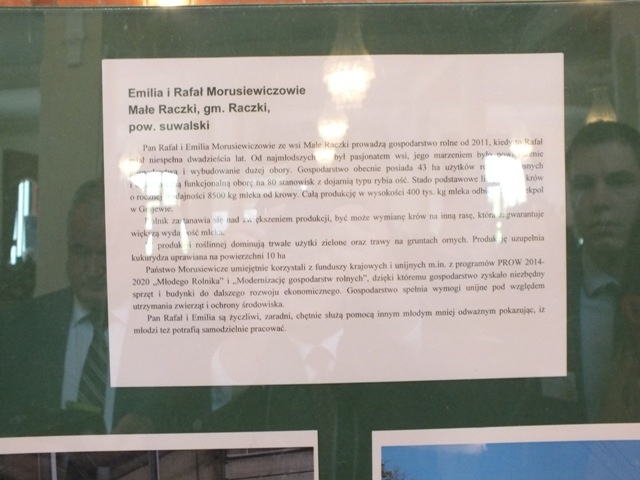 Emilia i Rafał Morusiewiczowie
Małe Raczki, gm. Raczki,
pow. suwalski
Pan Rafał i Emilia Morusiewiczowie ze wsi Małe Raczki prowadzą gospodarstwo rolne od 2011, kiedy to Rafał
miał niespełna dwadzieścia lat. Od najmłodszych był pasjonatem wsi, jego marzeniem było
i wybudowanie dużej obory. Gospodarstwo obecnie posiada 43 ha użytków
funkcjonalną oborę na 80 stanowisk z dojarnią typu rybia ość. Stado podstawowe krów
o rocznej wydajności 8500 kg mleka od krowy. Całą produkcję w wysokości 400 tys. kg mleka
w Grajewie.
Rolnik zastanawia się nad zwiększeniem produkcji, być może wymianę krów na inną rasę, która zagwarantuje
większą wydajność mleka.
produkcji roślinnej dominują trwałe użytki zielone oraz trawy na gruntach ornych. Produkcję uzupełnia
kukurydza uprawiana na powierzchni 10 ha
Państwo Morusiewicze umiejętnie korzystali z funduszy krajowych i unijnych m.in. z programów PROW 2014-
2020 „Młodego Rolnika” i „Modernizację gospodarstw rolnych”, dzięki któremu gospodarstwo zyskało niezbędny
sprzęt i budynki do dalszego rozwoju ekonomicznego. Gospodarstwo spełnia wymogi unijne pod względem
utrzymania zwierząt i ochrony środowiska.
Pan Rafał i Emilia są życzliwi, zaradni, chętnie służą pomocą innym młodym mniej odważnym pokazując, iż
młodzi też potrafią samodzielnie pracować.